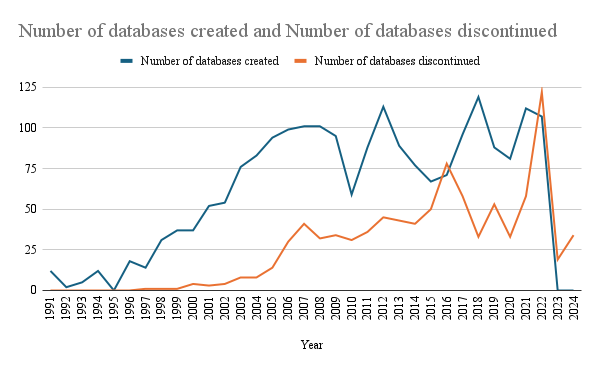 Number of databases created and Number of databases discontinued
Number of databases created Number of databases discontinued
125
100
75
50
25
0
1991 1992 1993 1994 1995 1996 1997 1998 1999 2000 2001 2002 2003 2004 2005 2006 2007 2008 2009 2010 2011 2012 2013 2014 2015 2016 2017 2018 2019 2020 2021 2022 2023 2024
Year